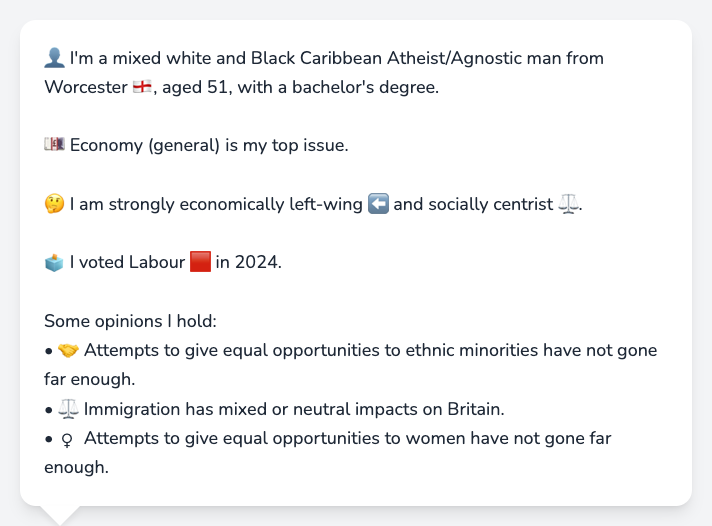 👤 I'm a mixed white and Black Caribbean Atheist/Agnostic man from
Worcester 🏴󠁧󠁢󠁥󠁮󠁧󠁿, aged 51, with a bachelor's degree.
💷 Economy (general) is my top issue.
🤔 I am strongly economically left-wing ⬅️ and socially centrist ⚖️.
🗳️ I voted Labour 🟥 in 2024.
Some opinions I hold:
• 🤝 Attempts to give equal opportunities to ethnic minorities have not gone
far enough.
• ⚖️ Immigration has mixed or neutral impacts on Britain.
• ♀ Attempts to give equal opportunities to women have not gone far
enough.